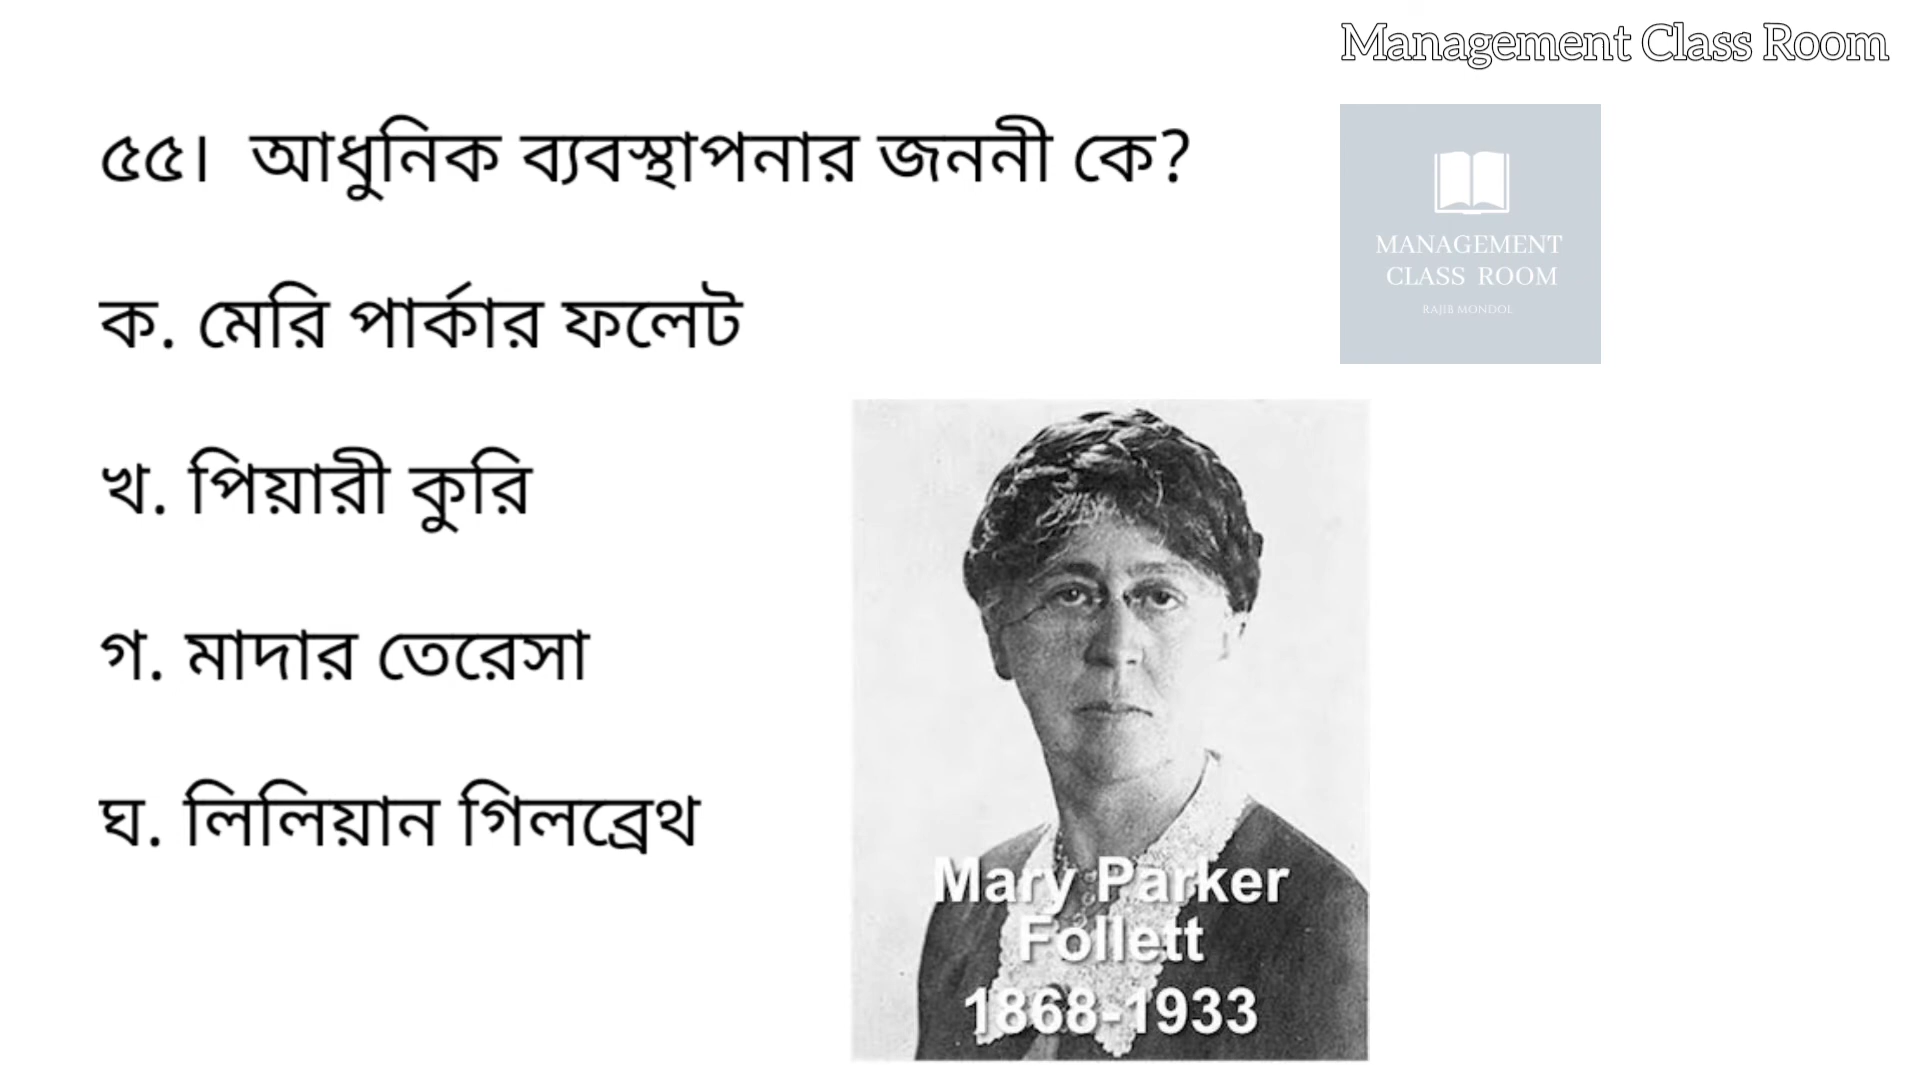 Management Class Room
৫৫। আধুনিক ব্যবস্থাপনার জননী কে?
MANAGEMENT
CLASS ROOM
RAJIB MONDOL
ক. মেরি পার্কার ফলেট
খ. পিয়ারী কুরি
গ. মাদার তেরেসা
ঘ. লিলিয়ান গিলব্রেথ
Mary Parker
Follett
1868-1933